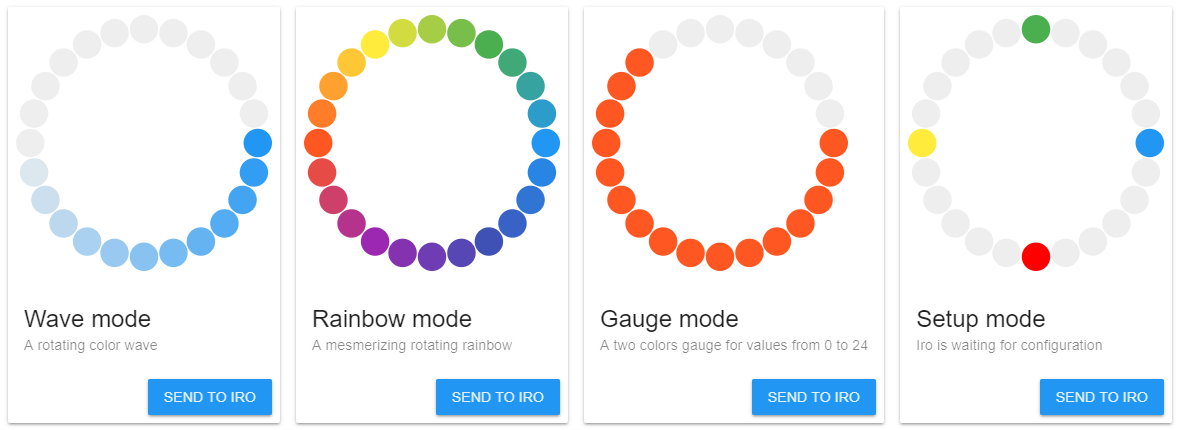 Wave mode
A rotating color wave
SEND TO IRO
Rainbow mode
A mesmerizing rotating rainbow
SEND TO IRO
Gauge mode
A two colors gauge for values from 0 to 24
SEND TO IRO
Setup mode
Iro is waiting for configuration
SEND TO IRO